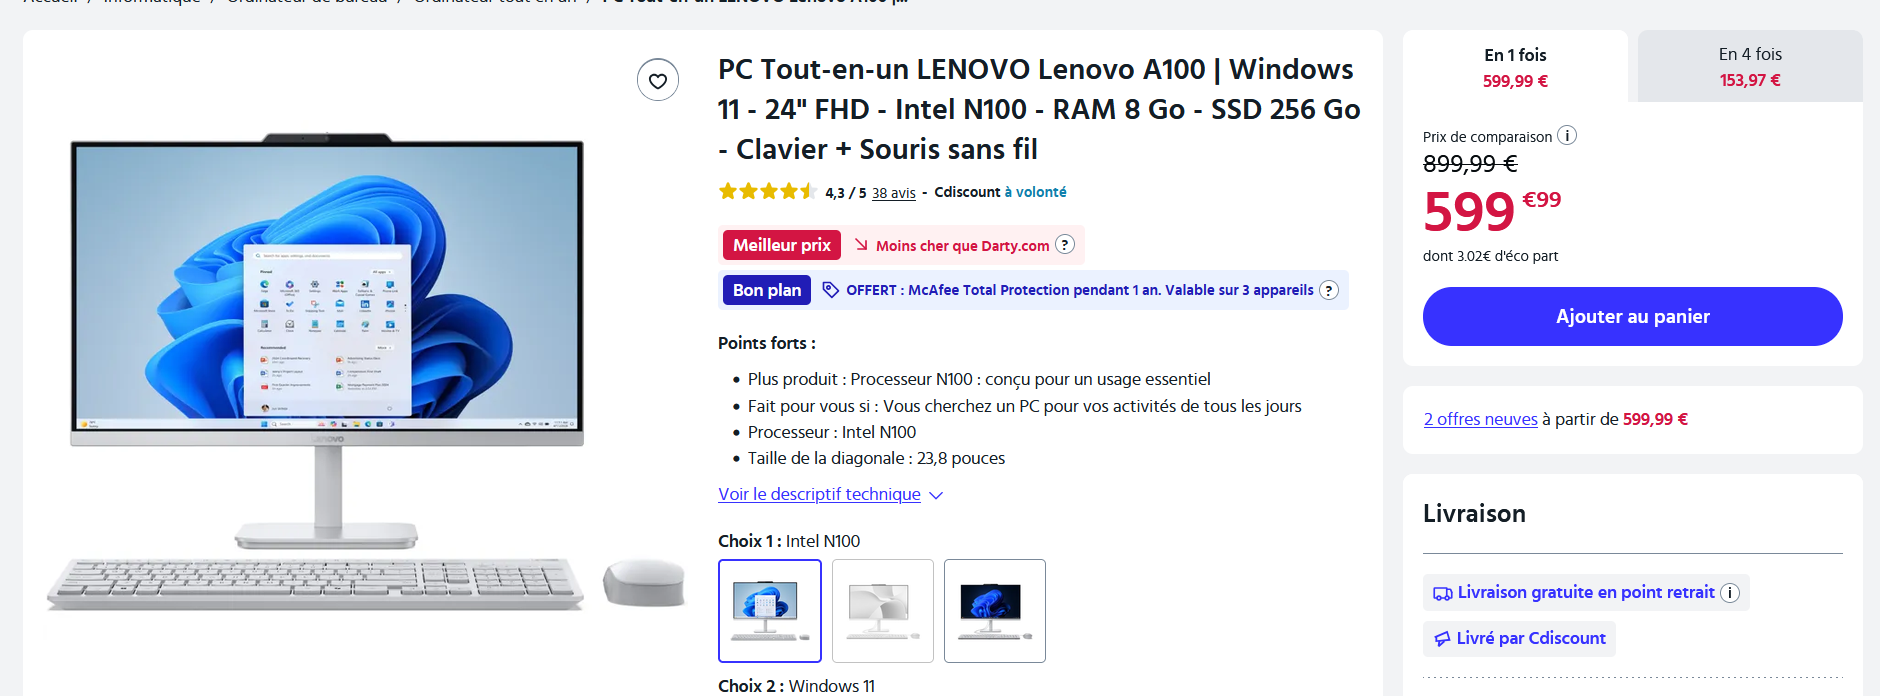 PC Tout-en-un LENOVO Lenovo A100 | Windows
11 - 24" FHD - Intel N100 - RAM 8 Go - SSD 256 Go
- Clavier + Souris sans fil
4,3 / 5 38 avis - Cdiscount à volonté
Meilleur prix Moins cher que Darty.com ?
Bon plan OFFERT : McAfee Total Protection pendant 1 an. Valable sur 3 appareils ?
Points forts :
• Plus produit : Processeur N100 : conçu pour un usage essentiel
• Fait pour vous si : Vous cherchez un PC pour vos activités de tous les jours
• Processeur : Intel N100
• Taille de la diagonale : 23,8 pouces
Voir le descriptif technique
Choix 1 : Intel N100
Choix 2 : Windows 11
En 1 fois
599,99 €
En 4 fois
153,97 €
Prix de comparaison i
899,99 €
599 €99
dont 3.02€ d'éco part
Ajouter au panier
2 offres neuves à partir de 599,99 €
Livraison
Livraison gratuite en point retrait i
Livré par Cdiscount